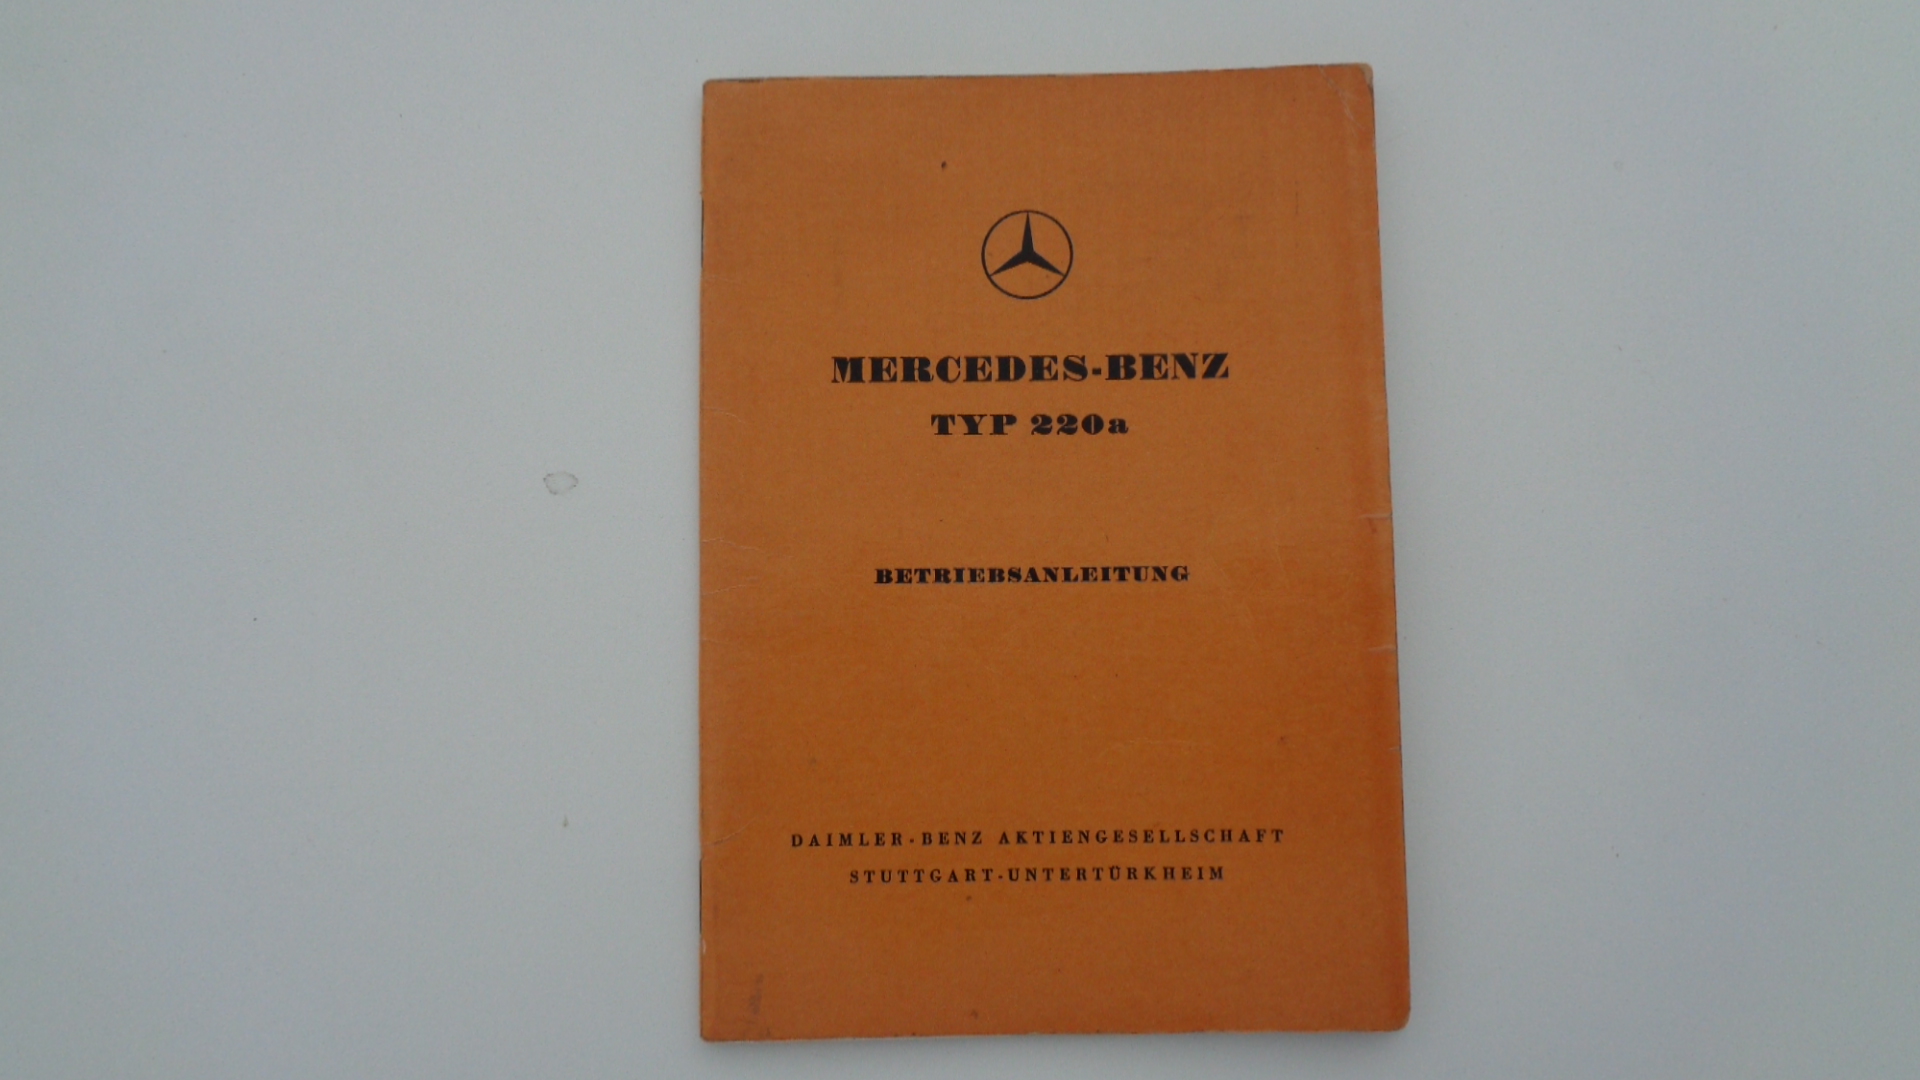 MERCEDES-BENZ
TYP 220a
BETRIEBSANLEITUNG
DAIMLER-BENZ AKTIENGESELLSCHAFT
STUTTGART-UNTERTÜRKHEIM